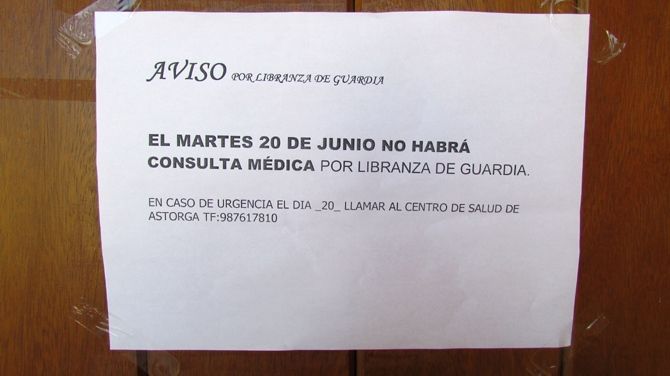 AVISO POR LIBRANZA DE GUARDIA
EL MARTES 20 DE JUNIO NO HABRÁ
CONSULTA MÉDICA POR LIBRANZA DE GUARDIA.
EN CASO DE URGENCIA EL DIA _20_ LLAMAR AL CENTRO DE SALUD DE
ASTORGA TF:987617810